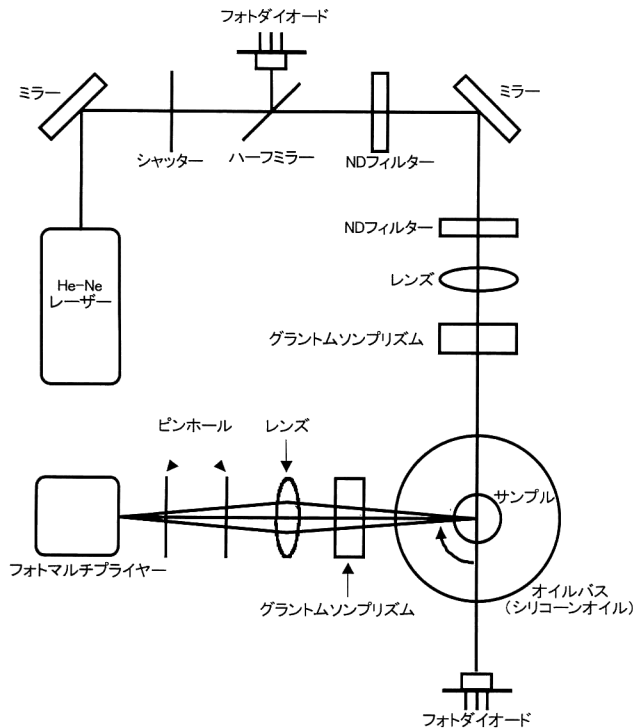 フォトダイオード
ミラー
ミラー
シャッター
ハーフミラー
NDフィルター
NDフィルター
He-Ne
レーザー
レンズ
グラントムソンプリズム
ピンホール
レンズ
サンプル
フォトマルチプライヤー
グラントムソンプリズム
オイルバス
(シリコーンオイル)
フォトダイオード